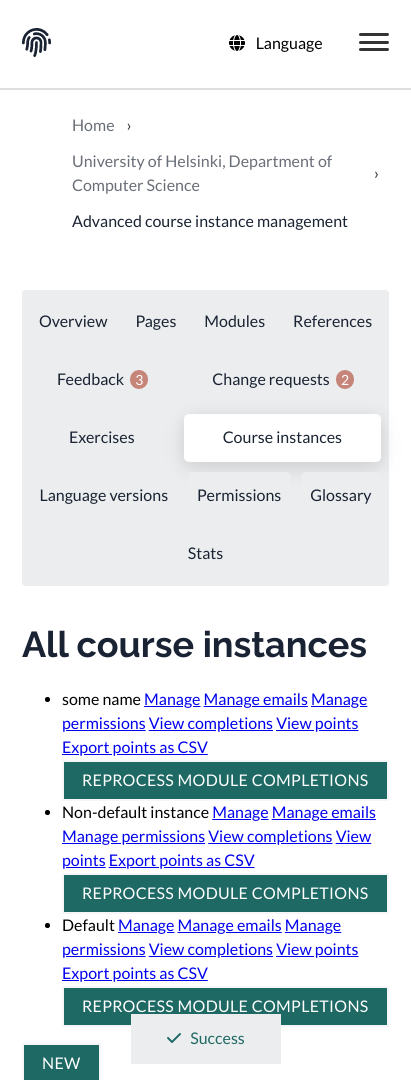 Language
Home ›
University of Helsinki, Department of
Computer Science ›
Advanced course instance management
Overview Pages Modules References
Feedback 3 Change requests 2
Exercises Course instances
Language versions Permissions Glossary
Stats
All course instances
some name Manage Manage emails Manage
permissions View completions View points
Export points as CSV
REPROCESS MODULE COMPLETIONS
Non-default instance Manage Manage emails
Manage permissions View completions View
points Export points as CSV
REPROCESS MODULE COMPLETIONS
Default Manage Manage emails Manage
permissions View completions View points
Export points as CSV
REPROCESS MODULE COMPLETIONS
Success
NEW